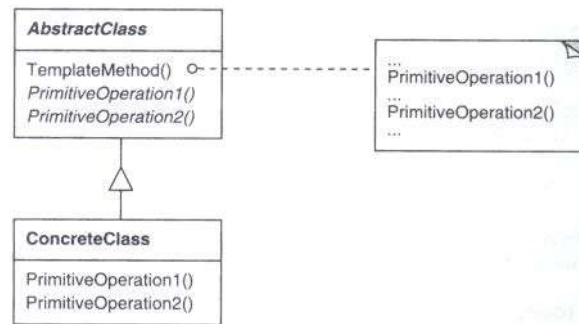 AbstractClass
TemplateMethod()
PrimitiveOperation1()
PrimitiveOperation2()
...
PrimitiveOperation1()
...
PrimitiveOperation2()
...
ConcreteClass
PrimitiveOperation1()
PrimitiveOperation2()